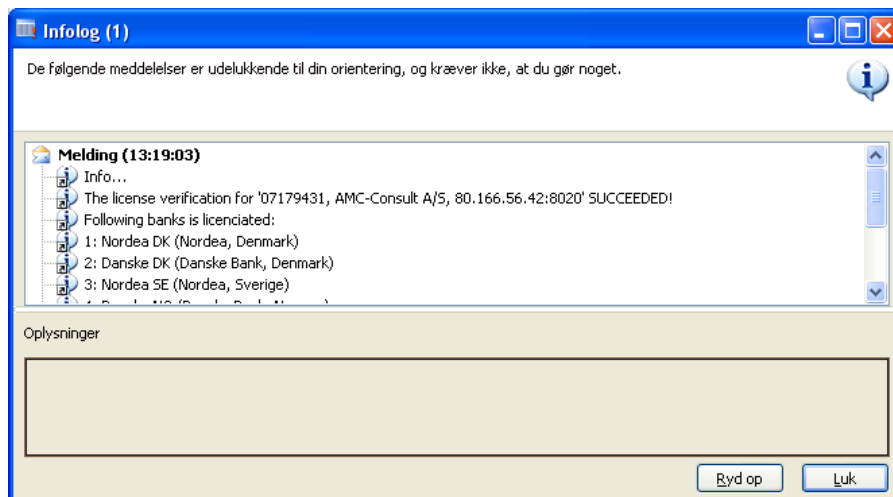 Infolog (1)
De følgende meddelelser er udelukkende til din orientering, og kræver ikke, at du gør noget.
Melding (13:19:03)
Info...
The license verification for '07179431, AMC-Consult A/S, 80.166.56.42:8020' SUCCEEDED!
Following banks is licenciated:
1: Nordea DK (Nordea, Denmark)
2: Danske DK (Danske Bank, Denmark)
3: Nordea SE (Nordea, Sverige)
Oplysninger
Ryd op
Luk